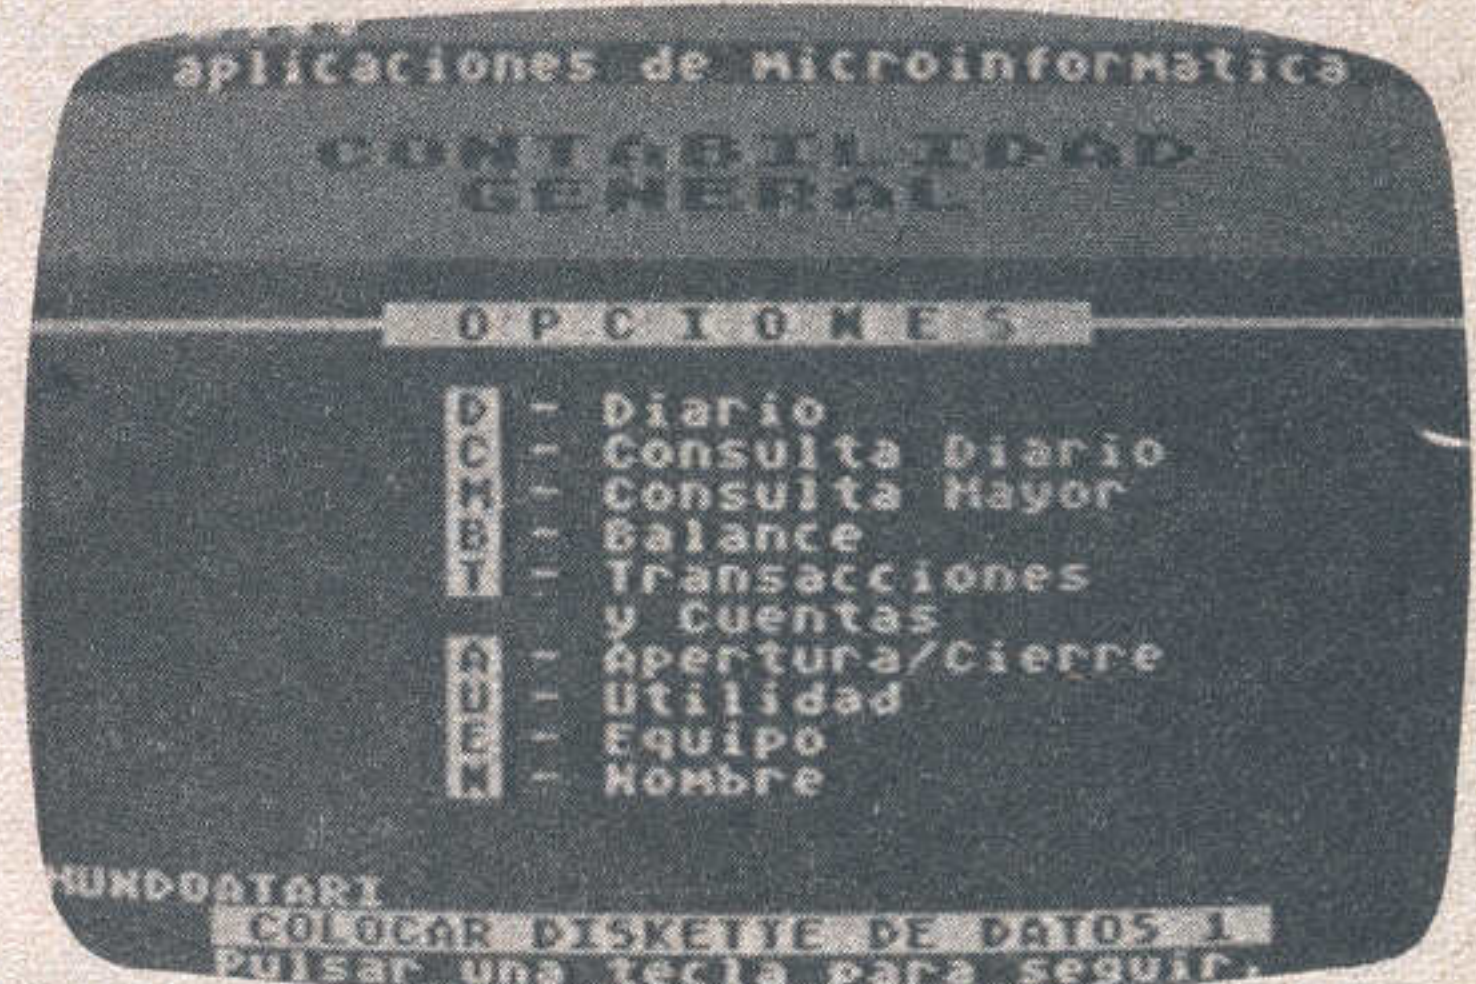 aplicaciones de microinformatica
CONTABILIDAD
GENERAL
O P C I O N E S
D - Diario
C - Consulta Diario
M - Consulta Mayor
B - Balance
T - Transacciones
y Cuentas
A - Apertura/Cierre
U - Utilidad
E - Equipo
N - Nombre
MUNDOATARI
COLOCAR DISKETTE DE DATOS 1
Pulsar una tecla para seguir.